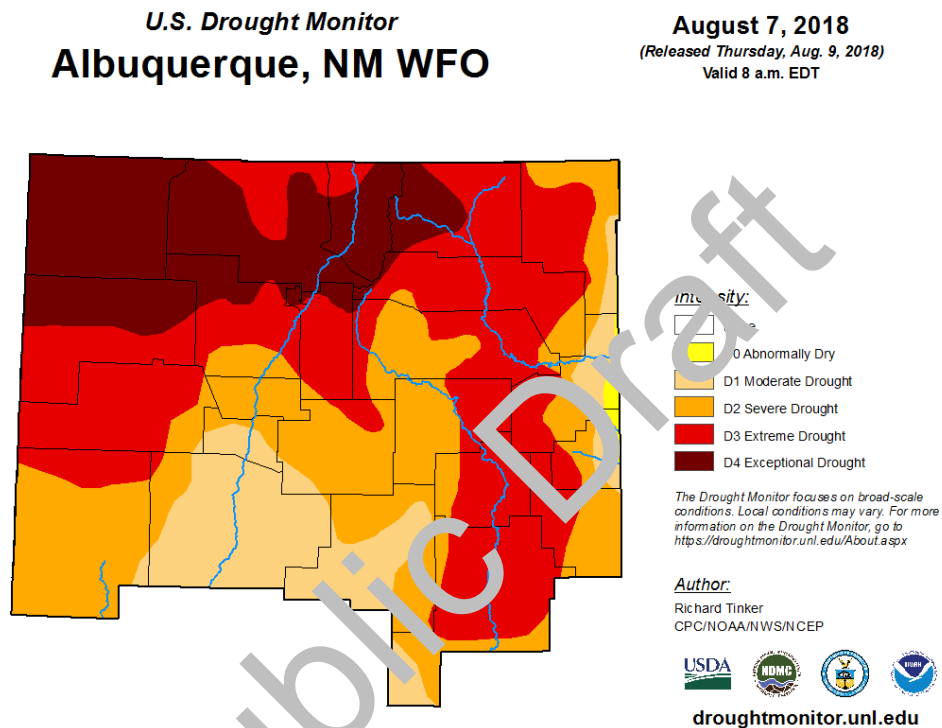 U.S. Drought Monitor
Albuquerque, NM WFO
August 7, 2018
(Released Thursday, Aug. 9, 2018)
Valid 8 a.m. EDT
Intensity:
D0 Abnormally Dry
D1 Moderate Drought
D2 Severe Drought
D3 Extreme Drought
D4 Exceptional Drought
The Drought Monitor focuses on broad-scale
conditions. Local conditions may vary. For more
information on the Drought Monitor, go to
https://droughtmonitor.unl.edu/About.aspx
Author:
Richard Tinker
CPC/NOAA/NWS/NCEP
USDA
NDMC
NOAA
droughtmonitor.unl.edu
Public Draft